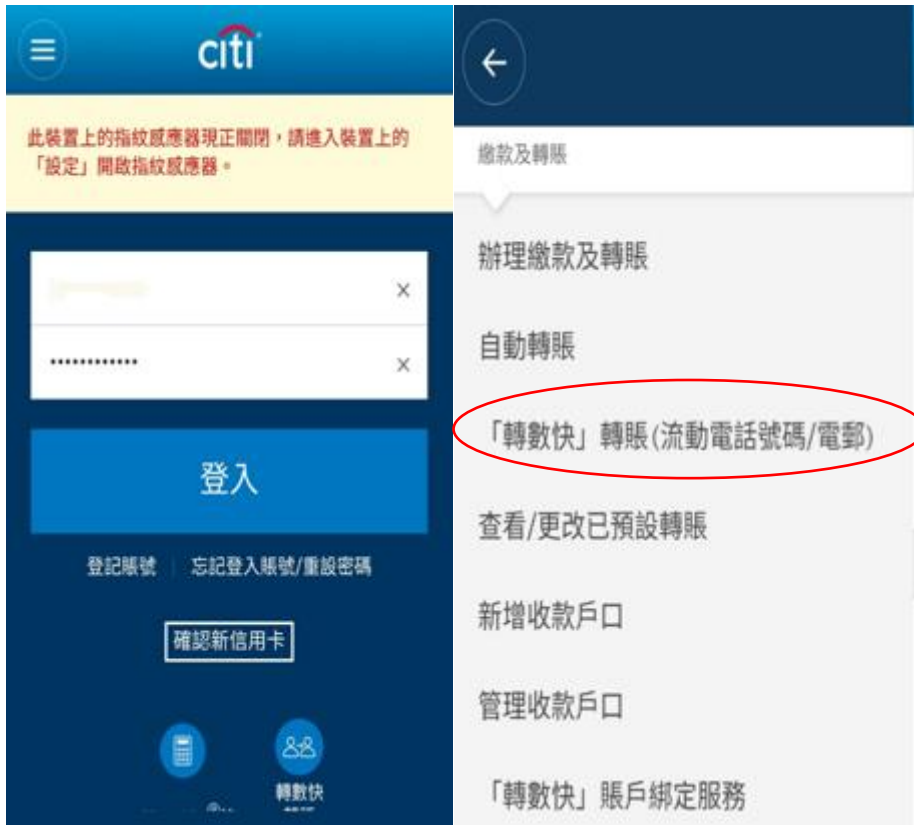 citi
此裝置上的指紋感應器現正關閉，請進入裝置上的
「設定」開啟指紋感應器。
••••••••••••
登入
登記賬號 | 忘記登入賬號/重設密碼
確認新信用卡
轉數快
繳款及轉賬
辦理繳款及轉賬
自動轉賬
「轉數快」轉賬(流動電話號碼/電郵)
查看/更改已預設轉賬
新增收款戶口
管理收款戶口
「轉數快」賬戶綁定服務